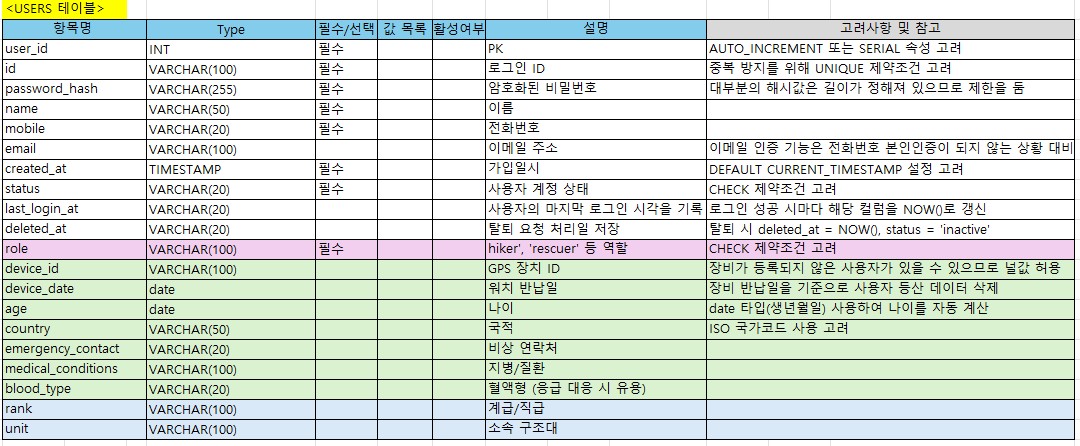 <USERS 테이블>
항목명 Type 필수/선택 값 목록 활성여부 설명 고려사항 및 참고
user_id INT 필수 PK AUTO_INCREMENT 또는 SERIAL 속성 고려
id VARCHAR(100) 필수 로그인 ID 중복 방지를 위해 UNIQUE 제약조건 고려
password_hash VARCHAR(255) 필수 암호화된 비밀번호 대부분의 해시값은 길이가 정해져 있으므로 제한을 둠
name VARCHAR(50) 필수 이름
mobile VARCHAR(20) 필수 전화번호
email VARCHAR(100) 이메일 주소 이메일 인증 기능은 전화번호 본인인증이 되지 않는 상황 대비
created_at TIMESTAMP 필수 가입일시 DEFAULT CURRENT_TIMESTAMP 설정 고려
status VARCHAR(20) 필수 사용자 계정 상태 CHECK 제약조건 고려
last_login_at VARCHAR(20) 사용자의 마지막 로그인 시각을 기록 로그인 성공 시마다 해당 컬럼을 NOW()로 갱신
deleted_at VARCHAR(20) 탈퇴 요청 처리일 저장 탈퇴 시 deleted_at = NOW(), status = 'inactive'
role VARCHAR(100) 필수 hiker', 'rescuer' 등 역할 CHECK 제약조건 고려
device_id VARCHAR(100) GPS 장치 ID 장비가 등록되지 않은 사용자가 있을 수 있으므로 널값 허용
device_date date 워치 반납일 장비 반납일을 기준으로 사용자 등산 데이터 삭제
age date 나이 date 타입(생년월일) 사용하여 나이를 자동 계산
country VARCHAR(50) 국적 ISO 국가코드 사용 고려
emergency_contact VARCHAR(20) 비상 연락처
medical_conditions VARCHAR(100) 지병/질환
blood_type VARCHAR(20) 혈액형 (응급 대응 시 유용)
rank VARCHAR(100) 계급/직급
unit VARCHAR(100) 소속 구조대